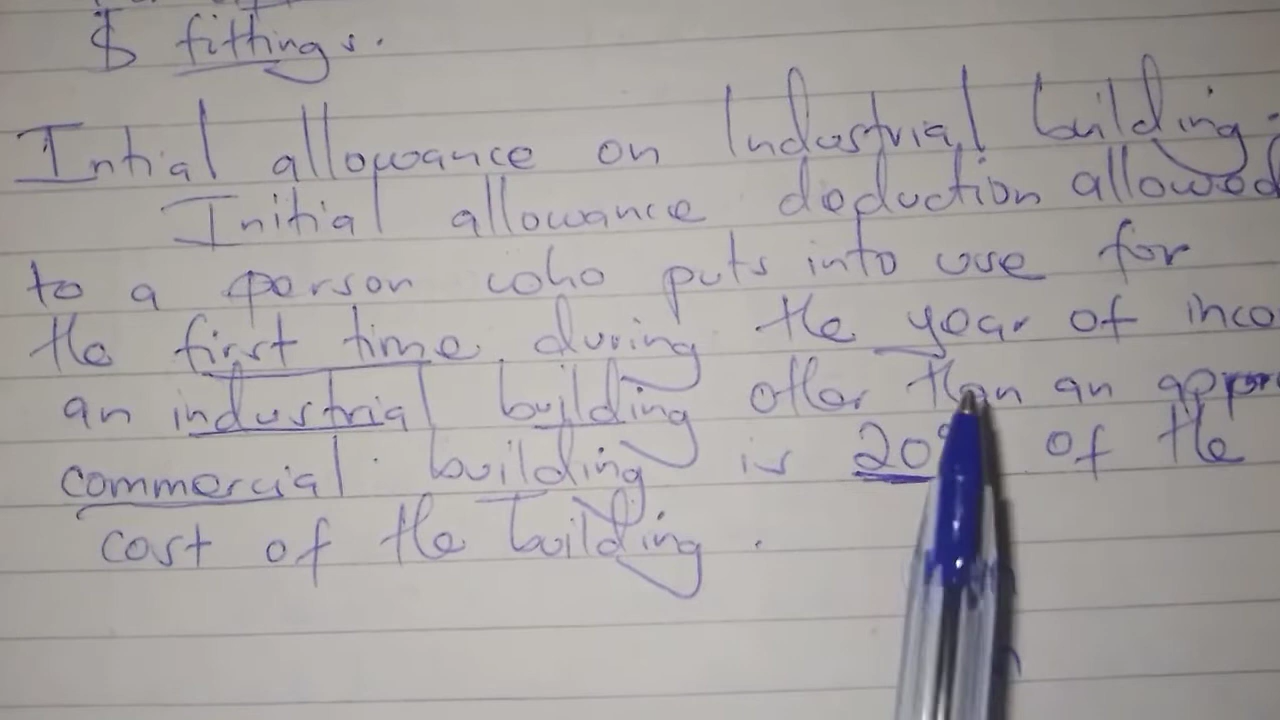 $ fittings.
Intial allowance on Industrial building.
Initial allowance deduction allowed
to a person who puts into use for
the first time during the year of inco
an industrial building other than an appr
commercial building is 20% of the
cost of the building.